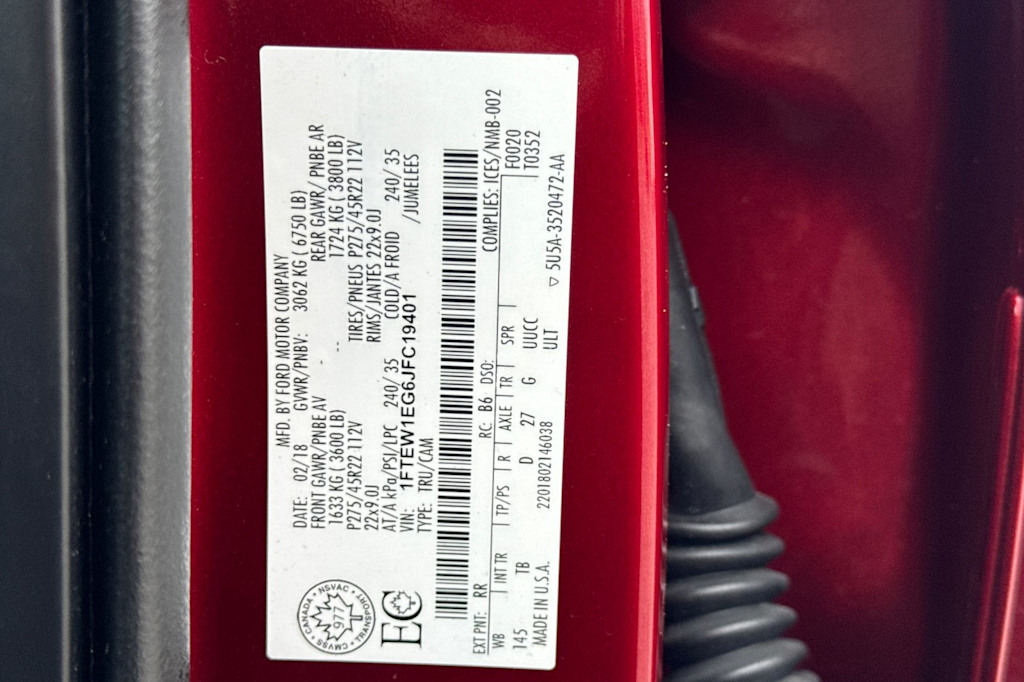 MFD. BY FORD MOTOR COMPANY
DATE: 02/18 GVWR/PNBV: 3062 KG ( 6750 LB)
FRONT GAWR/PNBE AV REAR GAWR/ PNBE AR
1633 KG ( 3600 LB) -- 1724 KG ( 3800 LB)
P275/45R22 112V TIRES/PNEUS P275/45R22 112V
22x9.0J RIMS/JANTES 22x9.0J
AT/A kPa/PSI/LPC 240/ 35 COLD/A FROID 240/ 35
VIN: 1FTEW1EG6JFC19401 /JUMELEES
TYPE: TRU/CAM
CMVSS • CANADA • NSVAC • TRANSPORT
977
EC
COMPLIES: ICES/NMB-002
EXT PNT: RR RC: B6 DSO: F0020
WB INT TR TP/PS R AXLE TR SPR T0352
145 TB D 27 G UUCC
ULT
MADE IN U.S.A. 2201802146038 ▽ 5U5A-3520472-AA